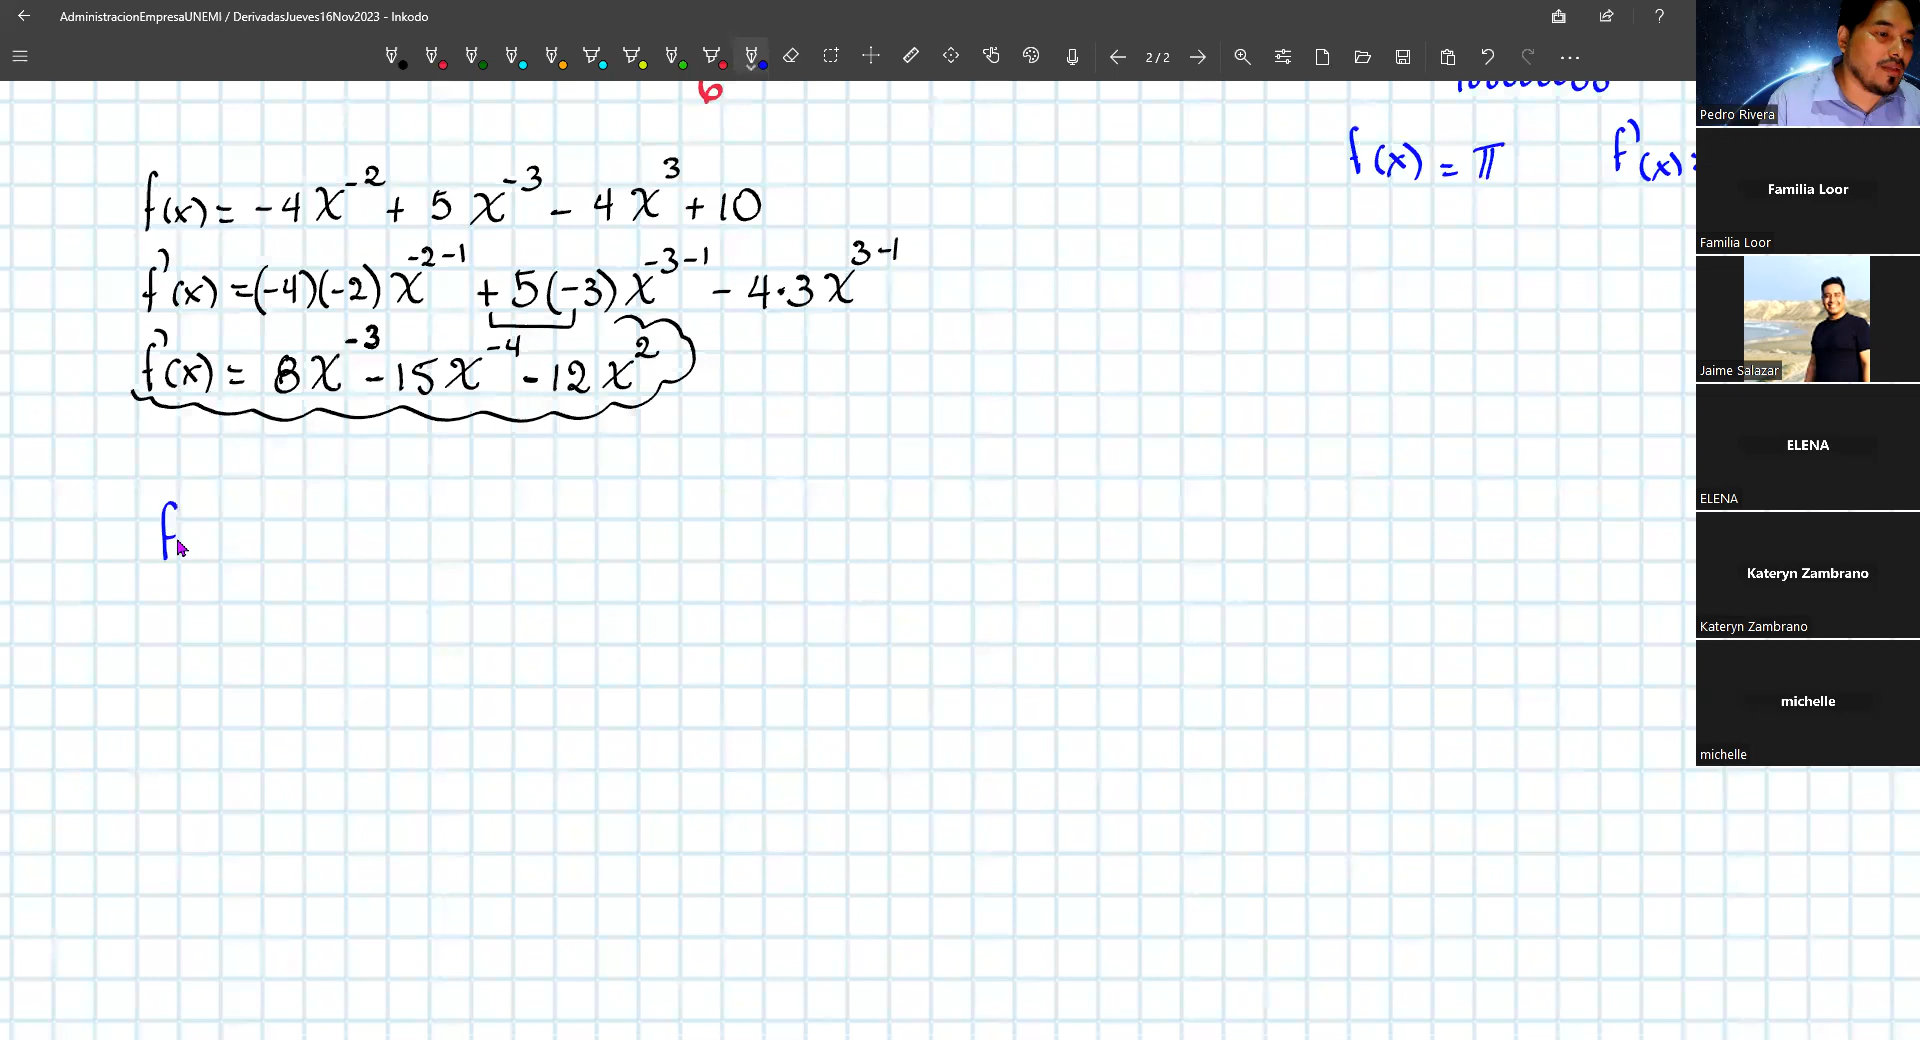 AdministracionEmpresaUNEMI / DerivadasJueves16Nov2023 - Inkodo
2/2
6
f(x) = -4x^{-2} + 5x^{-3} - 4x^{3} + 10
f'(x) = (-4)(-2)x^{-2-1} + 5(-3)x^{-3-1} - 4·3x^{3-1}
f'(x) = 8x^{-3} - 15x^{-4} - 12x^{2}
f
f(x) = π f'(x) =
Pedro Rivera
Familia Loor
Familia Loor
Jaime Salazar
ELENA
ELENA
Kateryn Zambrano
Kateryn Zambrano
michelle
michelle